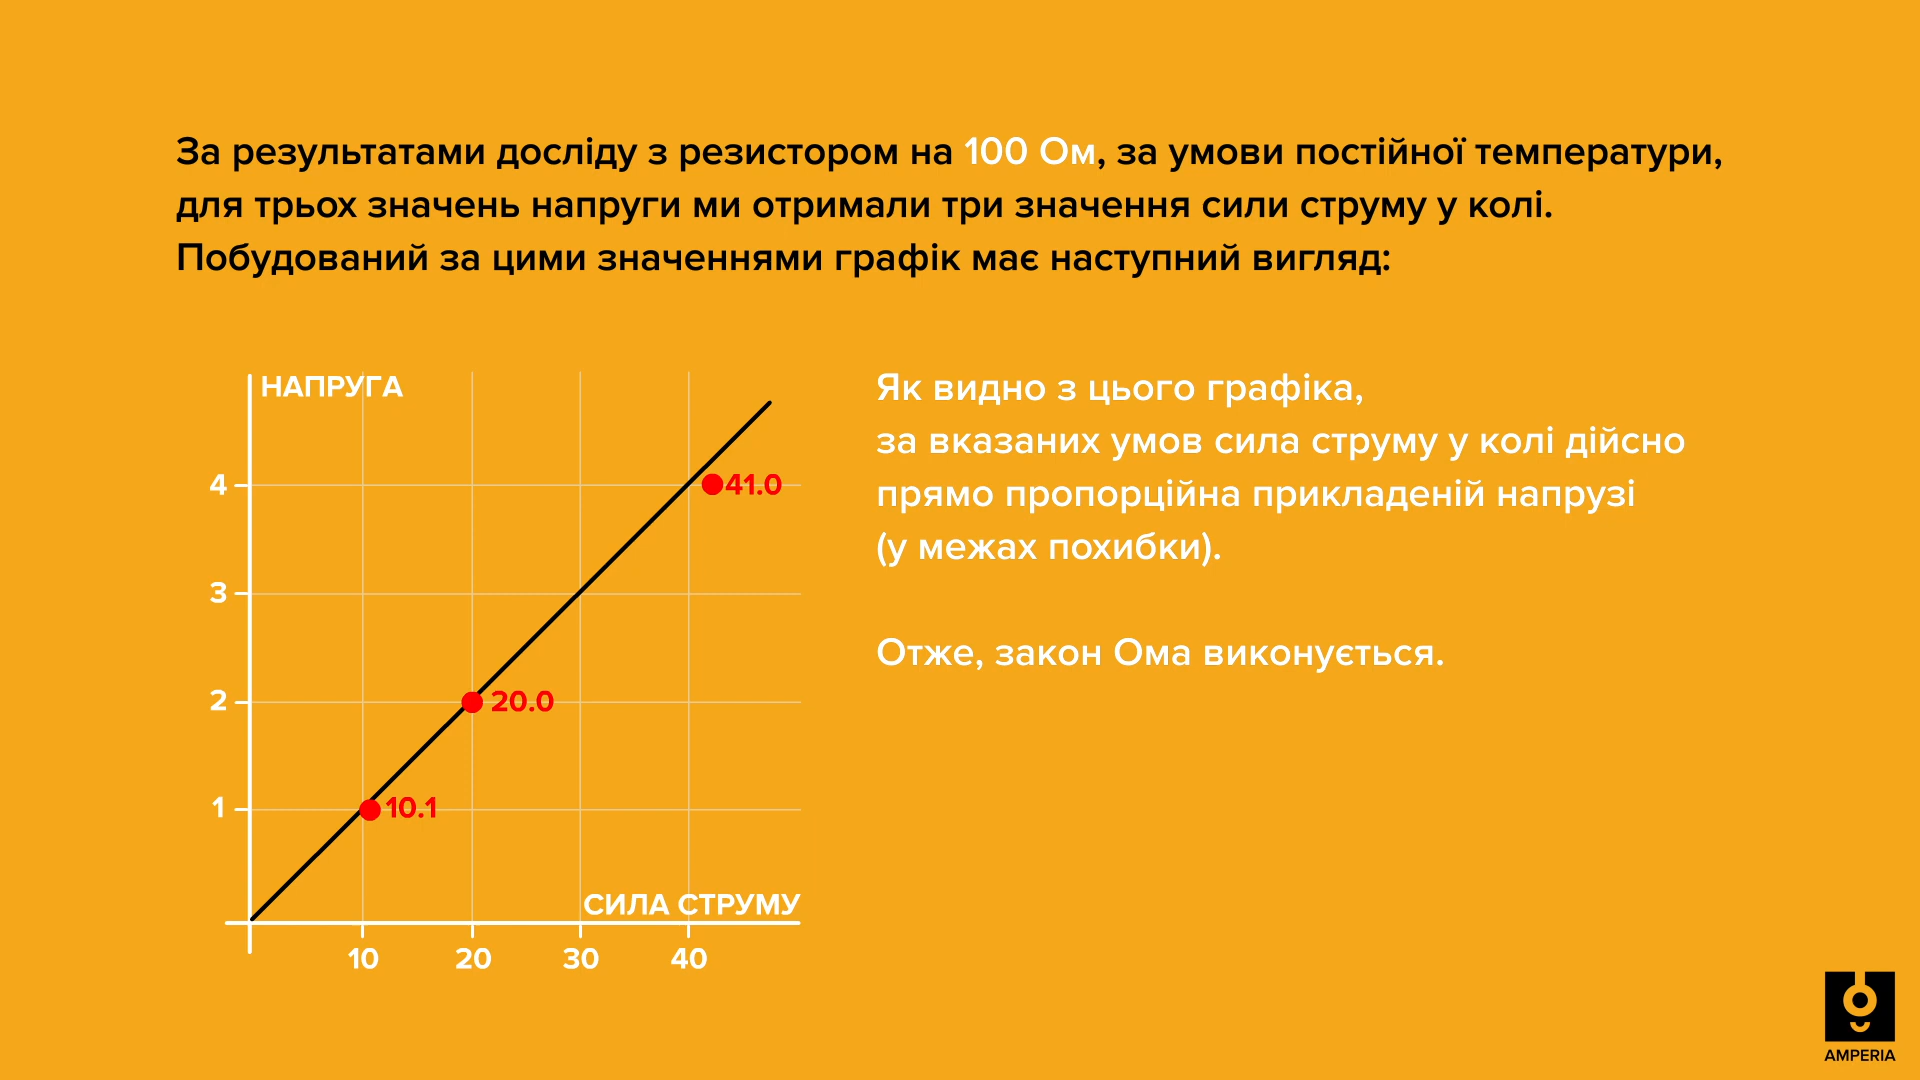 За результатами досліду з резистором на 100 Ом, за умови постійної температури,
для трьох значень напруги ми отримали три значення сили струму у колі.
Побудований за цими значеннями графік має наступний вигляд:
НАПРУГА
4
41.0
3
2
20.0
1
10.1
СИЛА СТРУМУ
10 20 30 40
Як видно з цього графіка,
за вказаних умов сила струму у колі дійсно
прямо пропорційна прикладеній напрузі
(у межах похибки).
Отже, закон Ома виконується.
AMPERIA